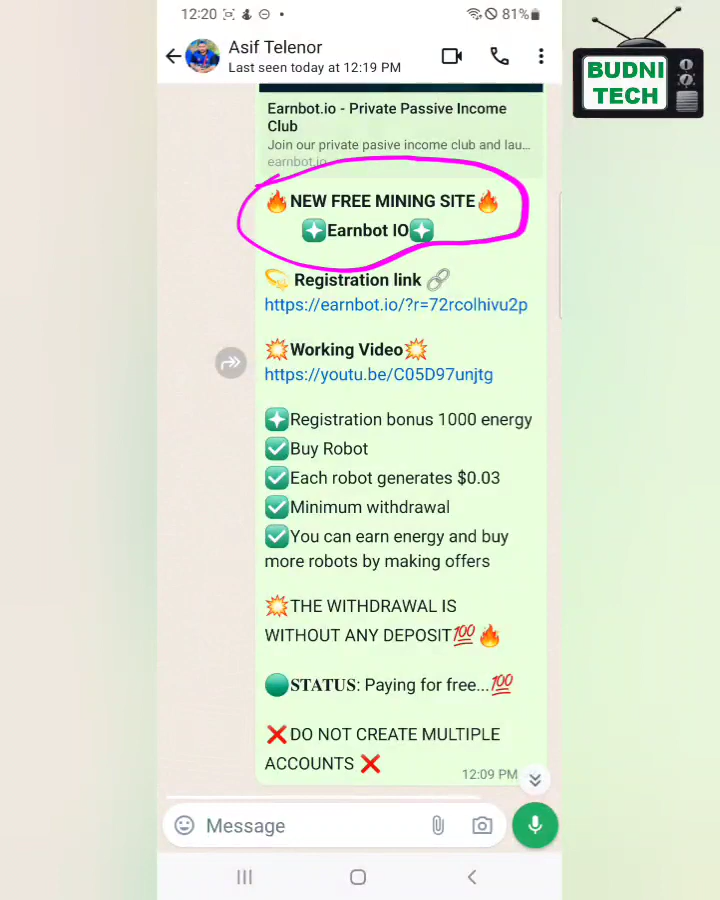 12:20
81%
BUDNI
TECH
Asif Telenor
Last seen today at 12:19 PM
Earnbot.io - Private Passive Income
Club
Join our private pasive income club and lau...
earnbot.io
🔥NEW FREE MINING SITE🔥
✨Earnbot IO✨
💫 Registration link 🔗
https://earnbot.io/?r=72rcolhivu2p
💥Working Video💥
https://youtu.be/C05D97unjtg
Registration bonus 1000 energy
✅Buy Robot
✅Each robot generates $0.03
✅Minimum withdrawal
✅You can earn energy and buy
more robots by making offers
💥THE WITHDRAWAL IS
WITHOUT ANY DEPOSIT💯🔥
🟢𝐒𝐓𝐀𝐓𝐔𝐒: Paying for free...💯
❌DO NOT CREATE MULTIPLE
ACCOUNTS ❌
12:09 PM
Message